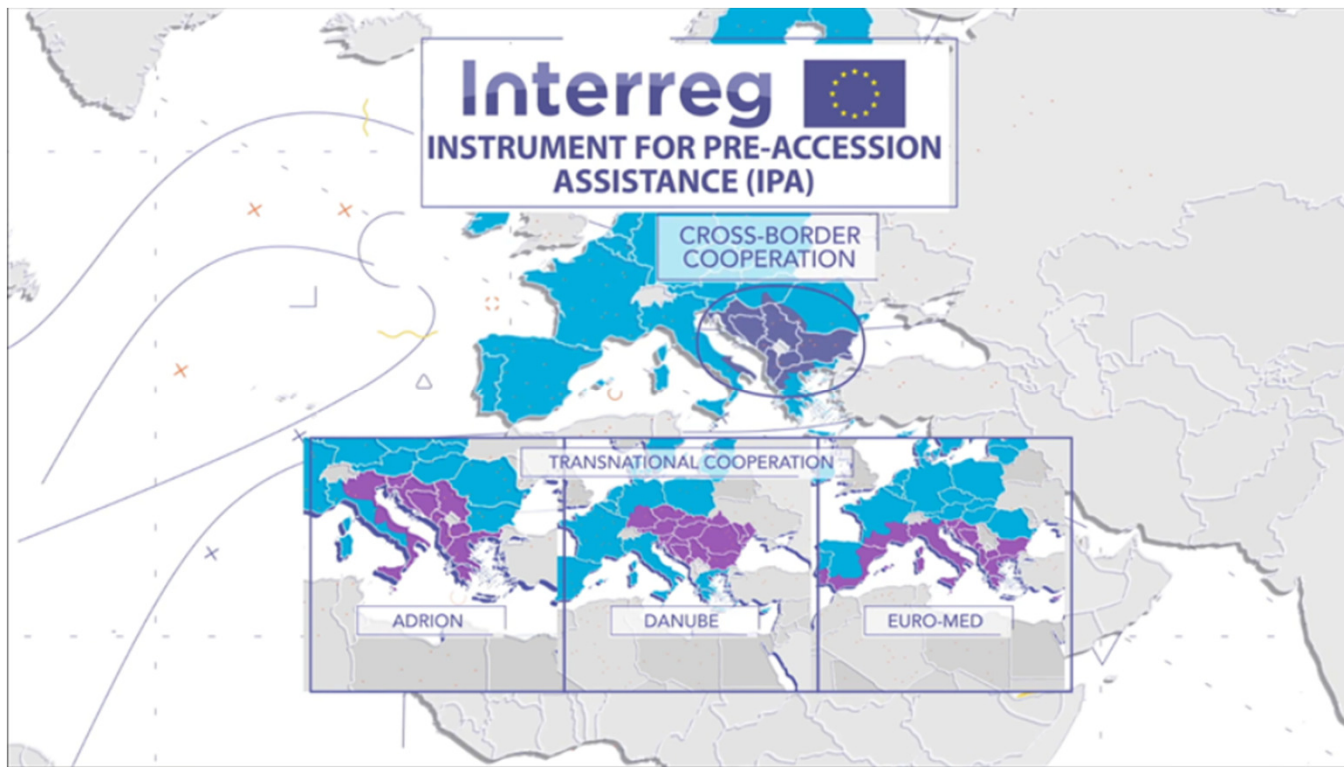 Interreg
INSTRUMENT FOR PRE-ACCESSION
ASSISTANCE (IPA)
CROSS-BORDER
COOPERATION
TRANSNATIONAL COOPERATION
ADRION
DANUBE
EURO-MED